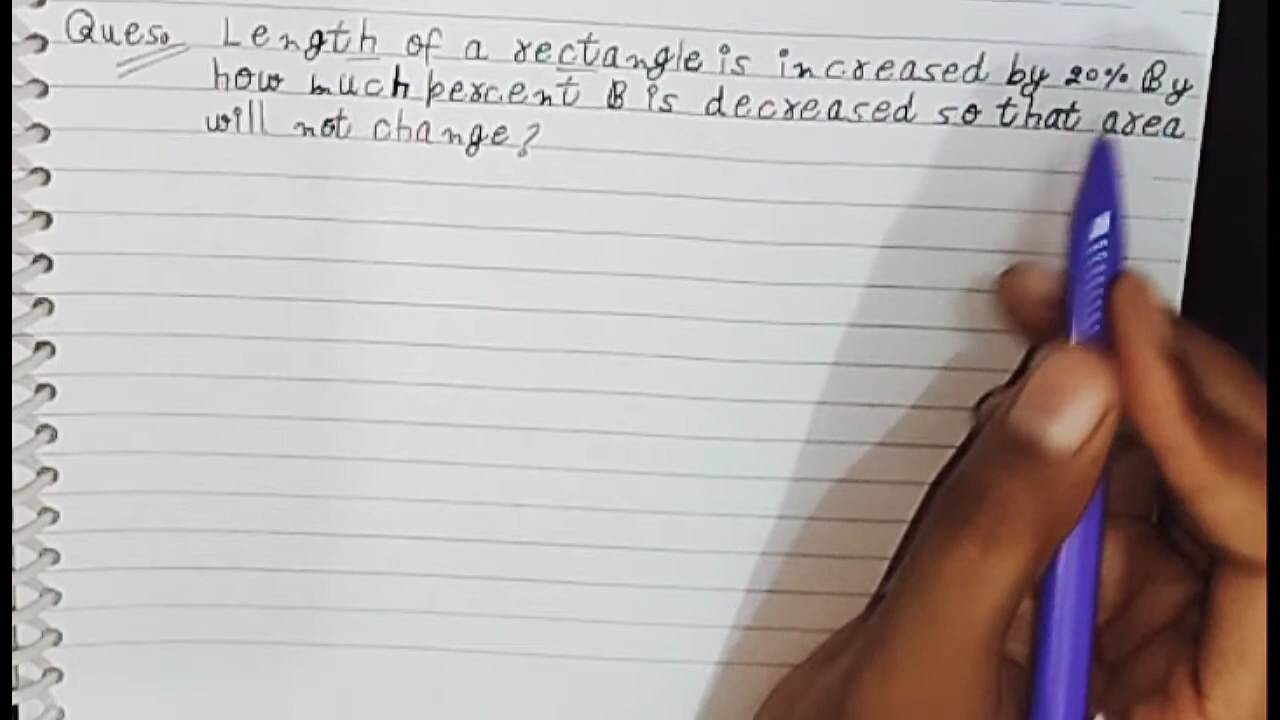 Ques. Length of a rectangle is increased by 20% By
how much percent B is decreased so that area
will not change?